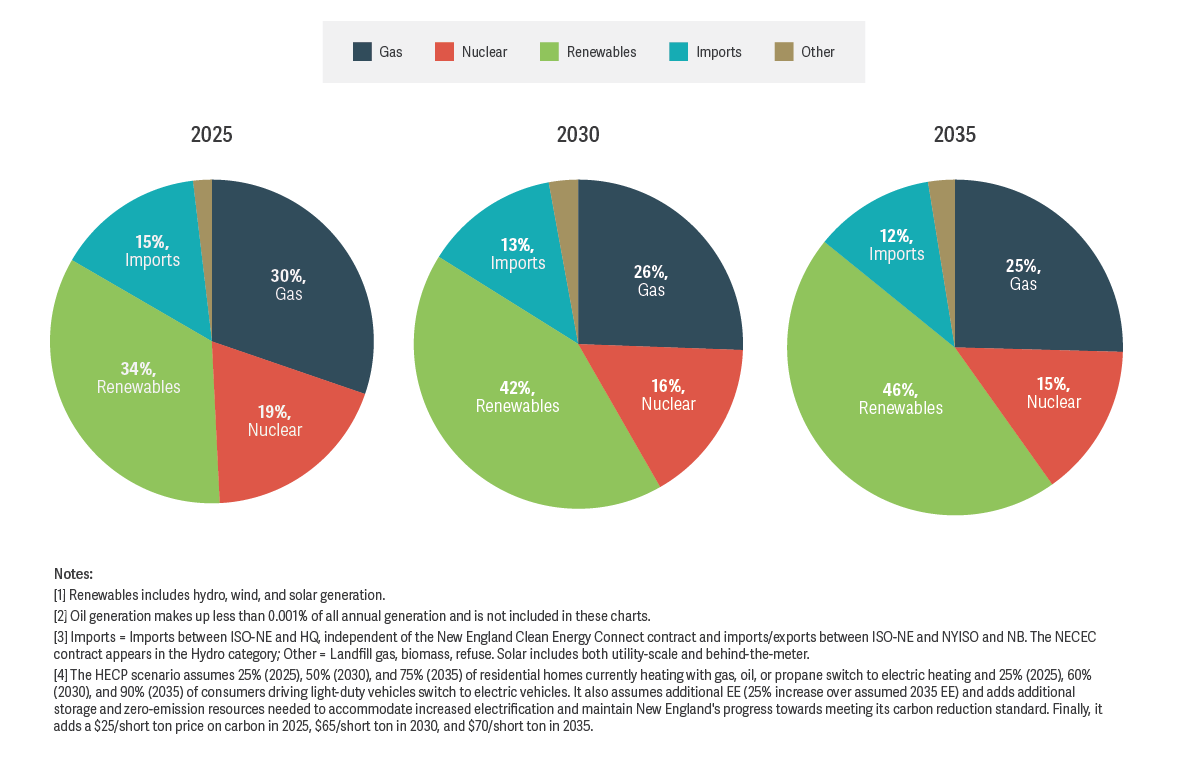 Gas Nuclear Renewables Imports Other
2025 2030 2035
15%,
Imports
30%,
Gas
34%,
Renewables
19%,
Nuclear
13%,
Imports
26%,
Gas
42%,
Renewables
16%,
Nuclear
12%,
Imports
25%,
Gas
46%,
Renewables
15%,
Nuclear
Notes:
[1] Renewables includes hydro, wind, and solar generation.
[2] Oil generation makes up less than 0.001% of all annual generation and is not included in these charts.
[3] Imports = Imports between ISO-NE and HQ, independent of the New England Clean Energy Connect contract and imports/exports between ISO-NE and NYISO and NB. The NECEC
contract appears in the Hydro category; Other = Landfill gas, biomass, refuse. Solar includes both utility-scale and behind-the-meter.
[4] The HECP scenario assumes 25% (2025), 50% (2030), and 75% (2035) of residential homes currently heating with gas, oil, or propane switch to electric heating and 25% (2025), 60%
(2030), and 90% (2035) of consumers driving light-duty vehicles switch to electric vehicles. It also assumes additional EE (25% increase over assumed 2035 EE) and adds additional
storage and zero-emission resources needed to accommodate increased electrification and maintain New England's progress towards meeting its carbon reduction standard. Finally, it
adds a $25/short ton price on carbon in 2025, $65/short ton in 2030, and $70/short ton in 2035.